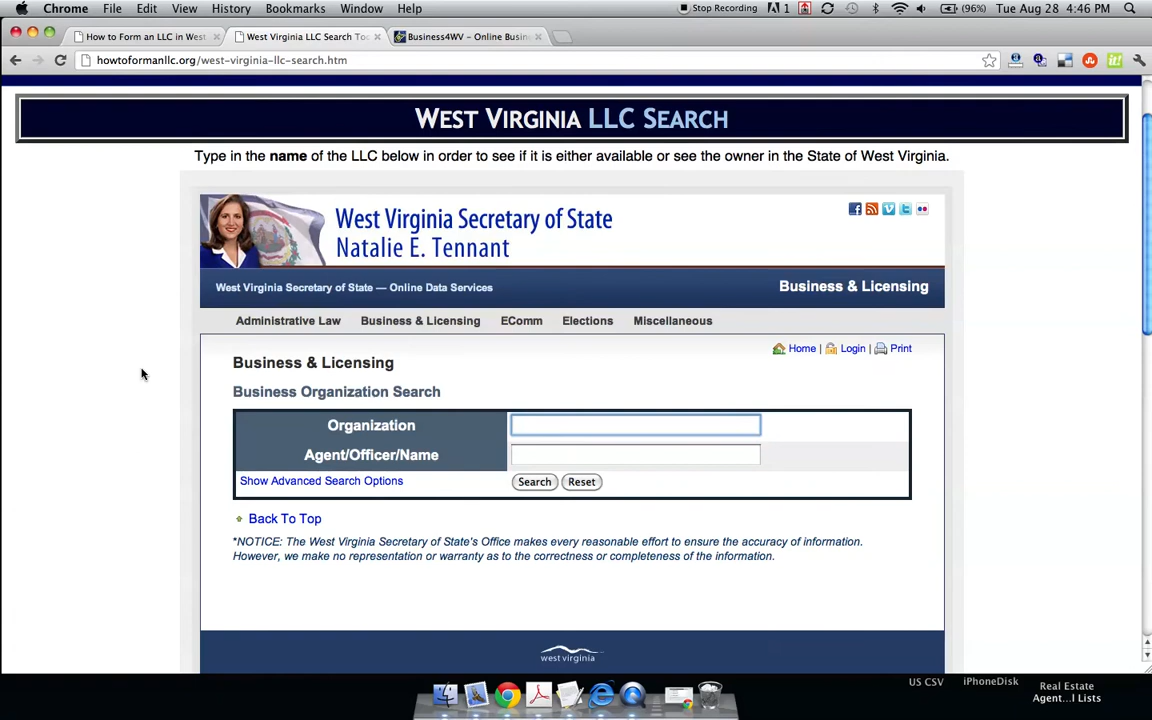 Chrome File Edit View History Bookmarks Window Help Stop Recording 1 (96%) Tue Aug 28 4:46 PM
How to Form an LLC in West West Virginia LLC Search Too Business4WV – Online Busin
howtoformanllc.org/west-virginia-llc-search.htm
WEST VIRGINIA LLC SEARCH
Type in the name of the LLC below in order to see if it is either available or see the owner in the State of West Virginia.
West Virginia Secretary of State
Natalie E. Tennant
West Virginia Secretary of State — Online Data Services Business & Licensing
Administrative Law Business & Licensing EComm Elections Miscellaneous
Home | Login | Print
Business & Licensing
Business Organization Search
Organization
Agent/Officer/Name
Show Advanced Search Options Search Reset
Back To Top
*NOTICE: The West Virginia Secretary of State's Office makes every reasonable effort to ensure the accuracy of information.
However, we make no representation or warranty as to the correctness or completeness of the information.
west virginia
US CSV iPhoneDisk Real Estate
Agent...l Lists